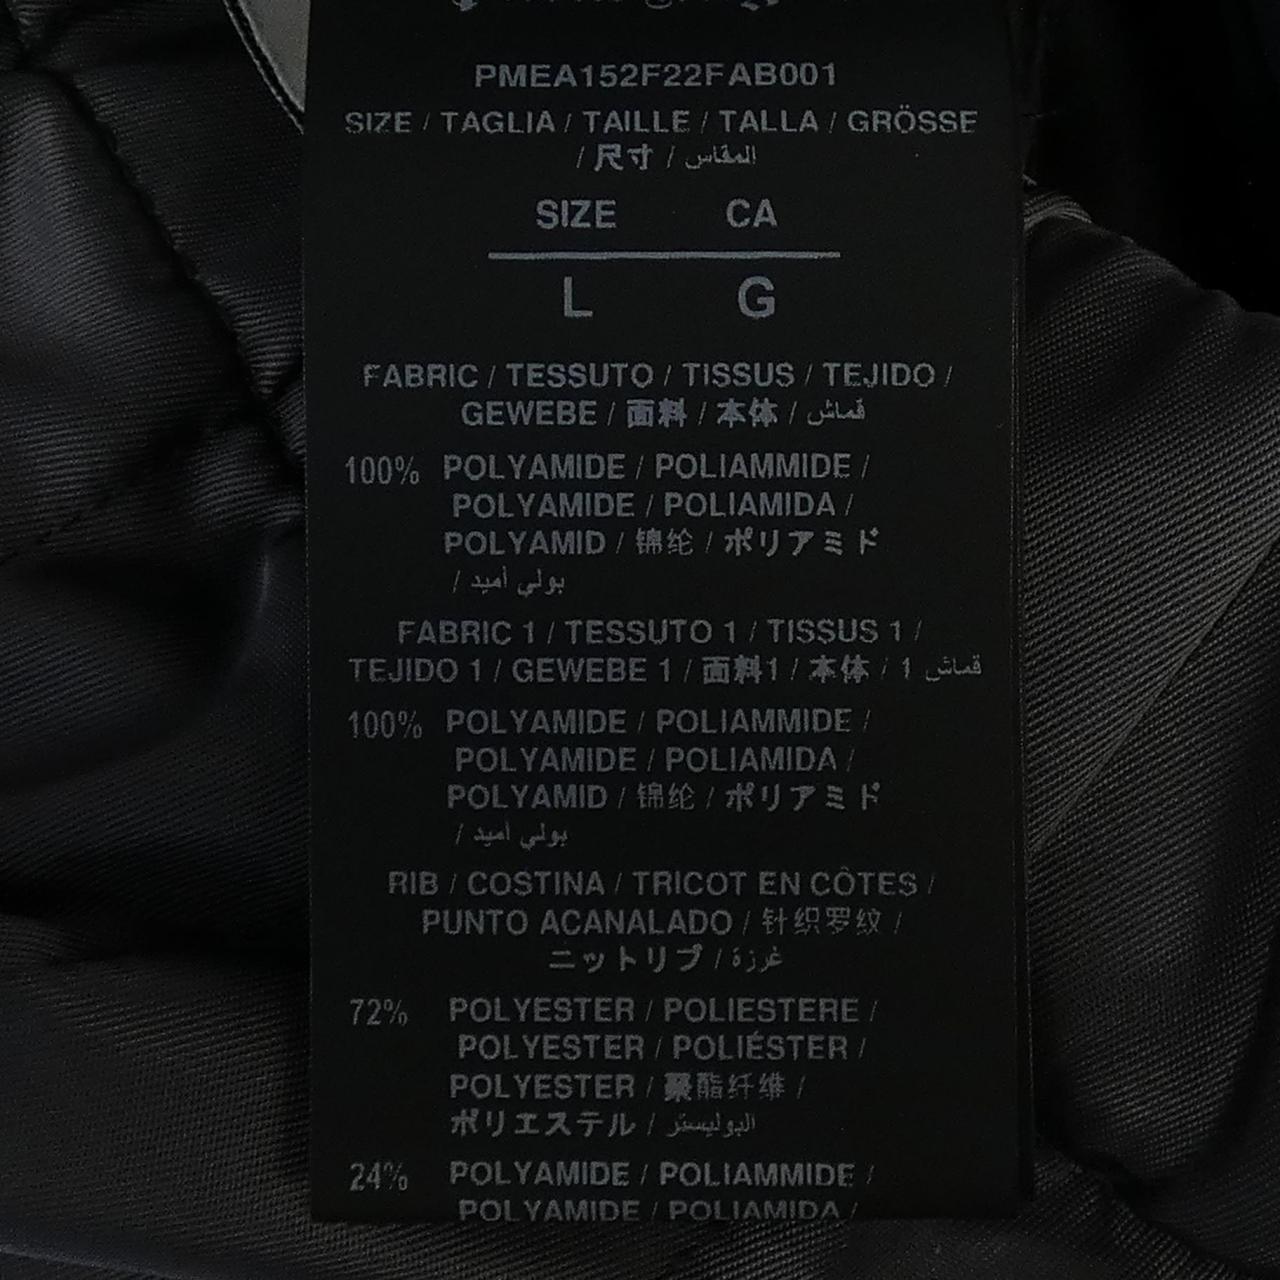 PMEA152F22FAB001
SIZE / TAGLIA / TAILLE / TALLA / GRÖSSE
/ 尺寸 / المقاس
SIZE CA
L G
FABRIC / TESSUTO / TISSUS / TEJIDO /
GEWEBE / 面料 / 本体 / قماش
100% POLYAMIDE / POLIAMMIDE /
POLYAMIDE / POLIAMIDA /
POLYAMID / 锦纶 / ポリアミド
/ بولي أميد
FABRIC 1 / TESSUTO 1 / TISSUS 1 /
TEJIDO 1 / GEWEBE 1 / 面料1 / 本体 / 1 قماش
100% POLYAMIDE / POLIAMMIDE /
POLYAMIDE / POLIAMIDA /
POLYAMID / 锦纶 / ポリアミド
/ بولي أميد
RIB / COSTINA / TRICOT EN CÔTES /
PUNTO ACANALADO / 针织罗纹 /
ニットリブ / غرزة
72% POLYESTER / POLIESTERE /
POLYESTER / POLIÉSTER /
POLYESTER / 聚酯纤维 /
ポリエステル / البوليستر
24% POLYAMIDE / POLIAMMIDE /
POLYAMIDE / POLIAMIDA /